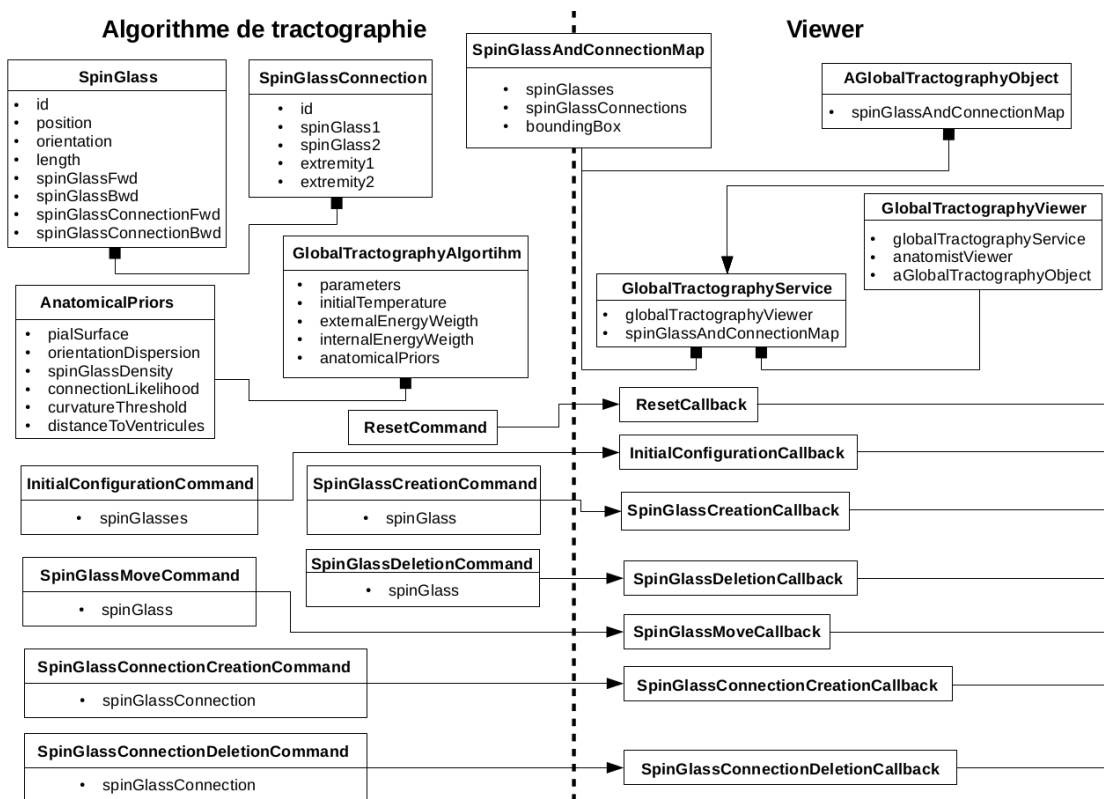 Algorithme de tractographie
Viewer
SpinGlass
• id
• position
• orientation
• length
• spinGlassFwd
• spinGlassBwd
• spinGlassConnectionFwd
• spinGlassConnectionBwd
SpinGlassConnection
• id
• spinGlass1
• spinGlass2
• extremity1
• extremity2
SpinGlassAndConnectionMap
• spinGlasses
• spinGlassConnections
• boundingBox
AGlobalTractographyObject
• spinGlassAndConnectionMap
GlobalTractographyViewer
• globalTractographyService
• anatomistViewer
• aGlobalTractographyObject
GlobalTractographyAlgortihm
• parameters
• initialTemperature
• externalEnergyWeigth
• internalEnergyWeigth
• anatomicalPriors
GlobalTractographyService
• globalTractographyViewer
• spinGlassAndConnectionMap
AnatomicalPriors
• pialSurface
• orientationDispersion
• spinGlassDensity
• connectionLikelihood
• curvatureThreshold
• distanceToVentricules
ResetCommand
ResetCallback
InitialConfigurationCommand
• spinGlasses
InitialConfigurationCallback
SpinGlassCreationCommand
• spinGlass
SpinGlassCreationCallback
SpinGlassDeletionCommand
• spinGlass
SpinGlassDeletionCallback
SpinGlassMoveCommand
• spinGlass
SpinGlassMoveCallback
SpinGlassConnectionCreationCommand
• spinGlassConnection
SpinGlassConnectionCreationCallback
SpinGlassConnectionDeletionCommand
• spinGlassConnection
SpinGlassConnectionDeletionCallback